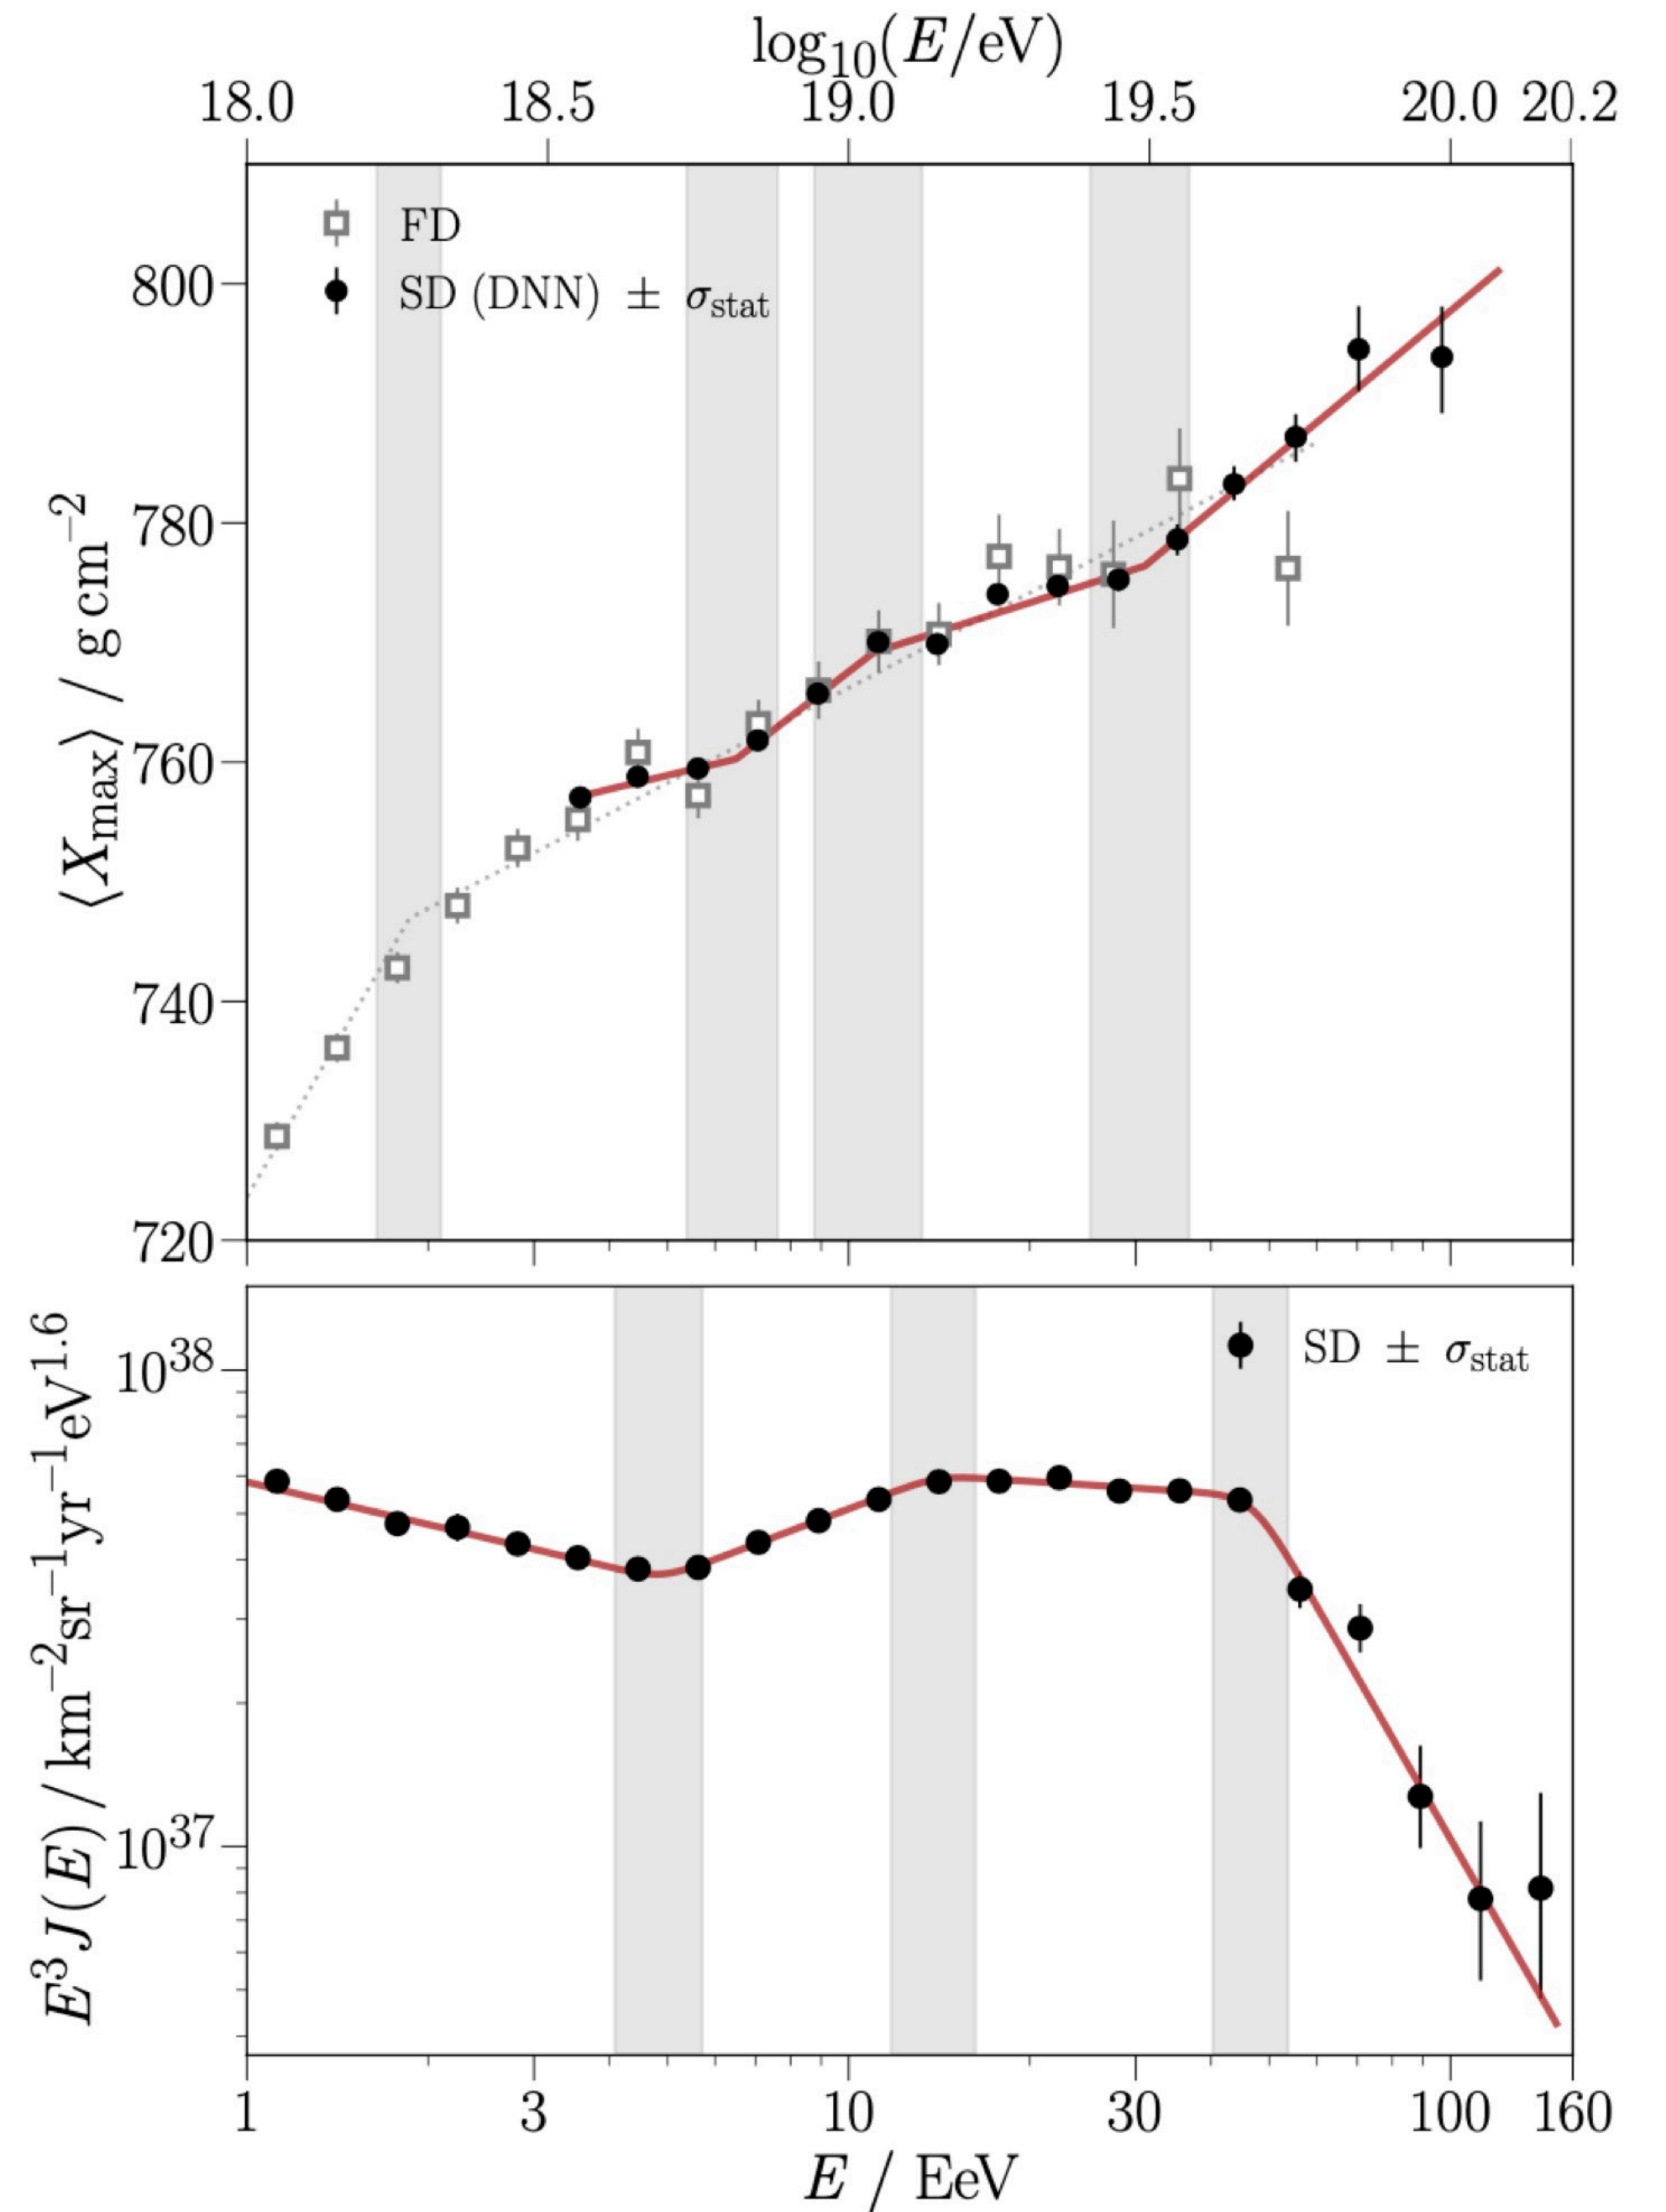 log₁₀(E/eV)
18.0 18.5 19.0 19.5 20.0 20.2
FD
SD (DNN) ± σstat
800
780
760
740
720
⟨Xmax⟩ / g cm⁻²
SD ± σstat
10³⁸
10³⁷
E³ J(E) / km⁻²sr⁻¹yr⁻¹eV¹·⁶
1 3 10 30 100 160
E / EeV